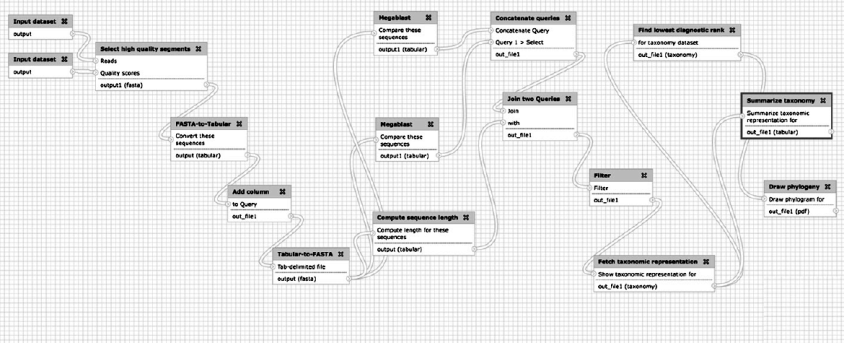 Input dataset
output
Input dataset
output
Select high quality segments
Reads
Quality scores
output1 (fasta)
FASTA-to-Tabular
Convert these
sequences
output (tabular)
Add column
to Query
out_file1
Tabular-to-FASTA
Tab-delimited file
output (fasta)
Megablast
Compare these
sequences
output1 (tabular)
Megablast
Compare these
sequences
output1 (tabular)
Compute sequence length
Compute length for these
sequences
output (tabular)
Concatenate queries
Concatenate Query
Query 1 > Select
out_file1
Join two Queries
Join
with
out_file1
Filter
Filter
out_file1
Fetch taxonomic representation
Show taxonomic representation for
out_file1 (taxonomy)
Find lowest diagnostic rank
for taxonomy dataset
out_file1 (taxonomy)
Summarize taxonomy
Summarize taxonomic
representation for
out_file1 (tabular)
Draw phylogeny
Draw phylogram for
out_file1 (pdf)